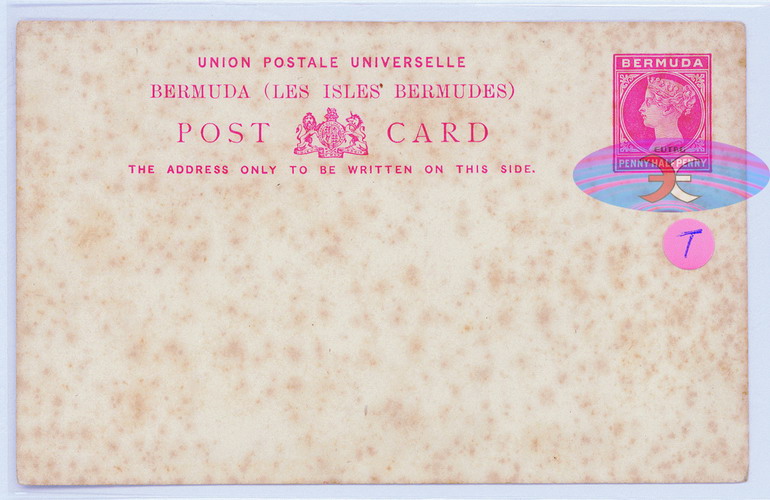 UNION POSTALE UNIVERSELLE
BERMUDA (LES ISLES BERMUDES)
POST CARD
THE ADDRESS ONLY TO BE WRITTEN ON THIS SIDE.
BERMUDA
PENNY HALFPENNY
T